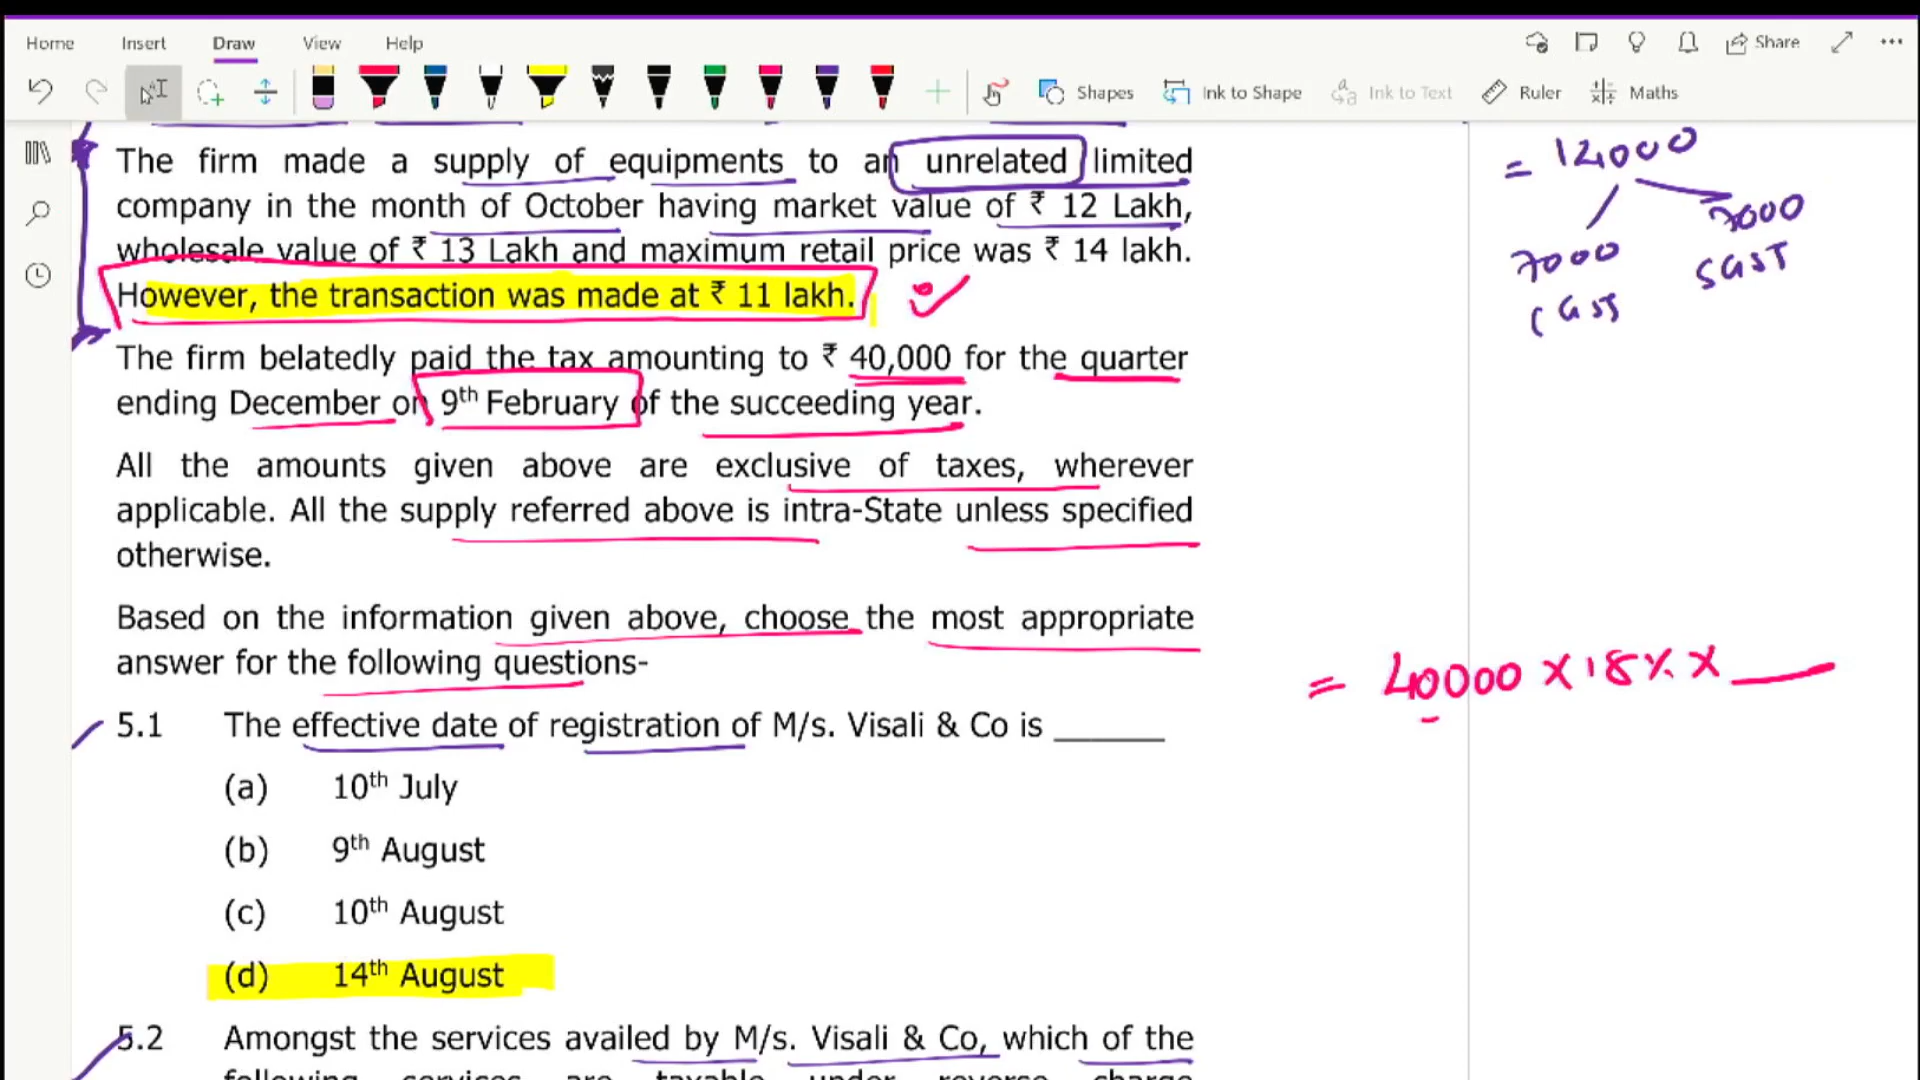 Home Insert Draw View Help Share
Shapes Ink to Shape Ink to Text Ruler Maths
The firm made a supply of equipments to an unrelated limited
company in the month of October having market value of ₹ 12 Lakh,
wholesale value of ₹ 13 Lakh and maximum retail price was ₹ 14 lakh.
However, the transaction was made at ₹ 11 lakh.
The firm belatedly paid the tax amounting to ₹ 40,000 for the quarter
ending December on 9th February of the succeeding year.
All the amounts given above are exclusive of taxes, wherever
applicable. All the supply referred above is intra-State unless specified
otherwise.
Based on the information given above, choose the most appropriate
answer for the following questions-
5.1 The effective date of registration of M/s. Visali & Co is ______
(a) 10th July
(b) 9th August
(c) 10th August
(d) 14th August
5.2 Amongst the services availed by M/s. Visali & Co, which of the
following services are taxable under reverse charge
7000 7000
CGST SGST
= 40000 X 18% X ___